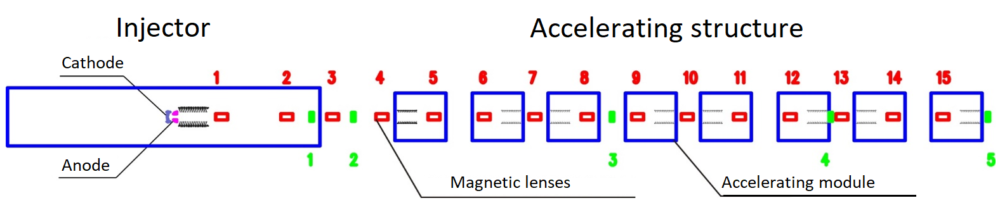 Injector
Accelerating structure
Cathode
1 2 3 4 5 6 7 8 9 10 11 12 13 14 15
1 2 3 4 5
Anode
Magnetic lenses
Accelerating module